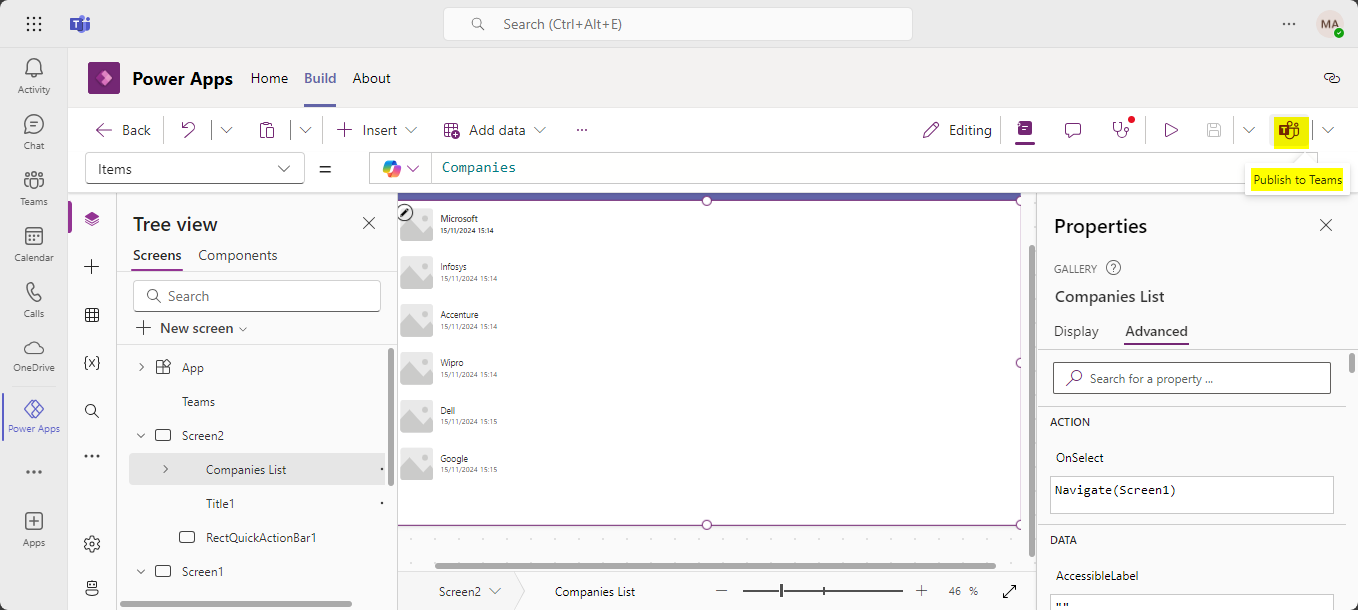 Search (Ctrl+Alt+E)
MA
Activity
Chat
Teams
Calendar
Calls
OneDrive
Power Apps
Apps
Power Apps
Home
Build
About
Back
Insert
Add data
Editing
Items
=
Companies
Publish to Teams
Tree view
Screens
Components
Search
New screen
App
Teams
Screen2
Companies List
Title1
RectQuickActionBar1
Screen1
Microsoft
15/11/2024 15:14
Infosys
15/11/2024 15:14
Accenture
15/11/2024 15:14
Wipro
15/11/2024 15:14
Dell
15/11/2024 15:15
Google
15/11/2024 15:15
Screen2
Companies List
46 %
Properties
GALLERY
Companies List
Display
Advanced
Search for a property ...
ACTION
OnSelect
Navigate(Screen1)
DATA
AccessibleLabel
""